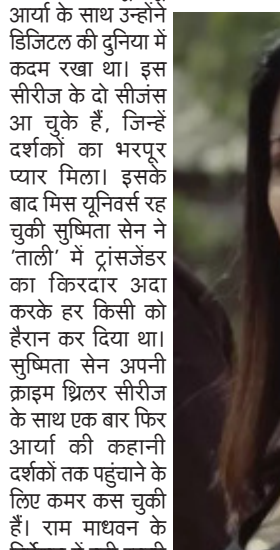 आर्या के साथ उन्होंने
डिजिटल की दुनिया में
कदम रखा था। इस
सीरीज के दो सीजंस
आ चुके हैं, जिन्हें
दर्शकों का भरपूर
प्यार मिला। इसके
बाद मिस यूनिवर्स रह
चुकी सुष्मिता सेन ने
'ताली' में ट्रांसजेंडर
का किरदार अदा
करके हर किसी को
हैरान कर दिया था।
सुष्मिता सेन अपनी
क्राइम थ्रिलर सीरीज
के साथ एक बार फिर
आर्या की कहानी
दर्शकों तक पहुंचाने के
लिए कमर कस चुकी
हैं। राम माधवन के